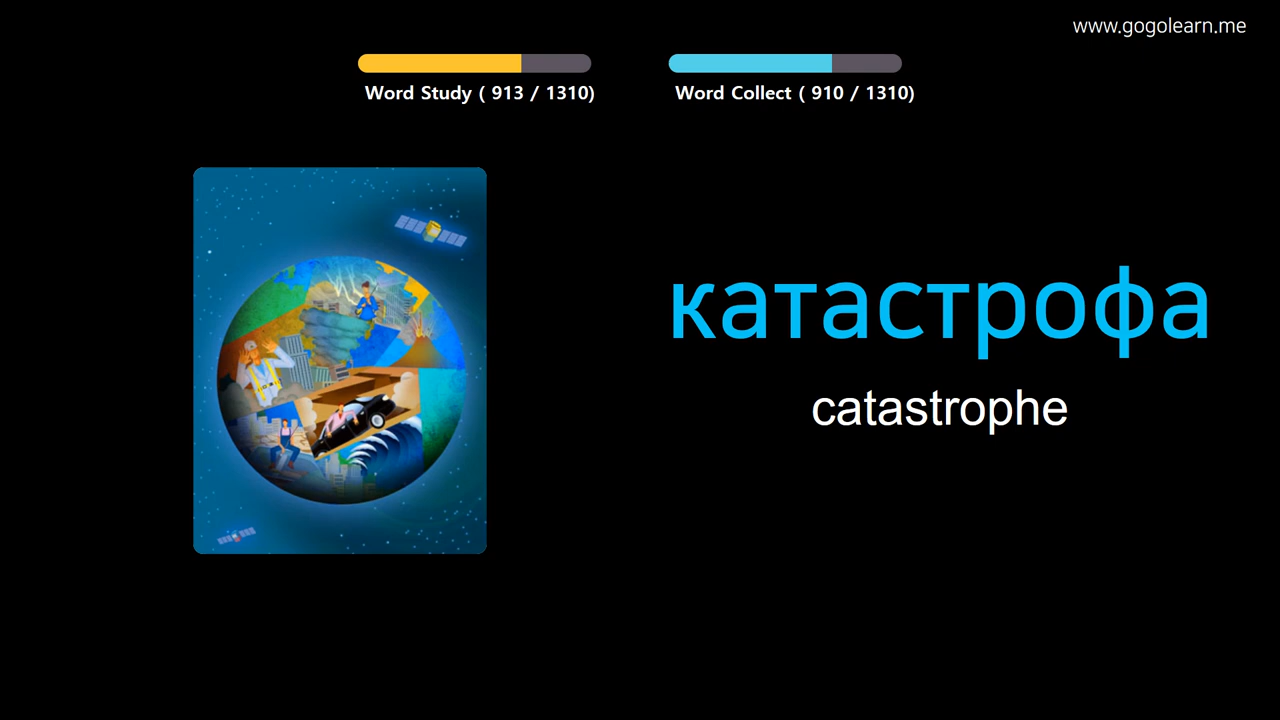 www.gogolearn.me
Word Study ( 913 / 1310)
Word Collect ( 910 / 1310)
катастрофа
catastrophe